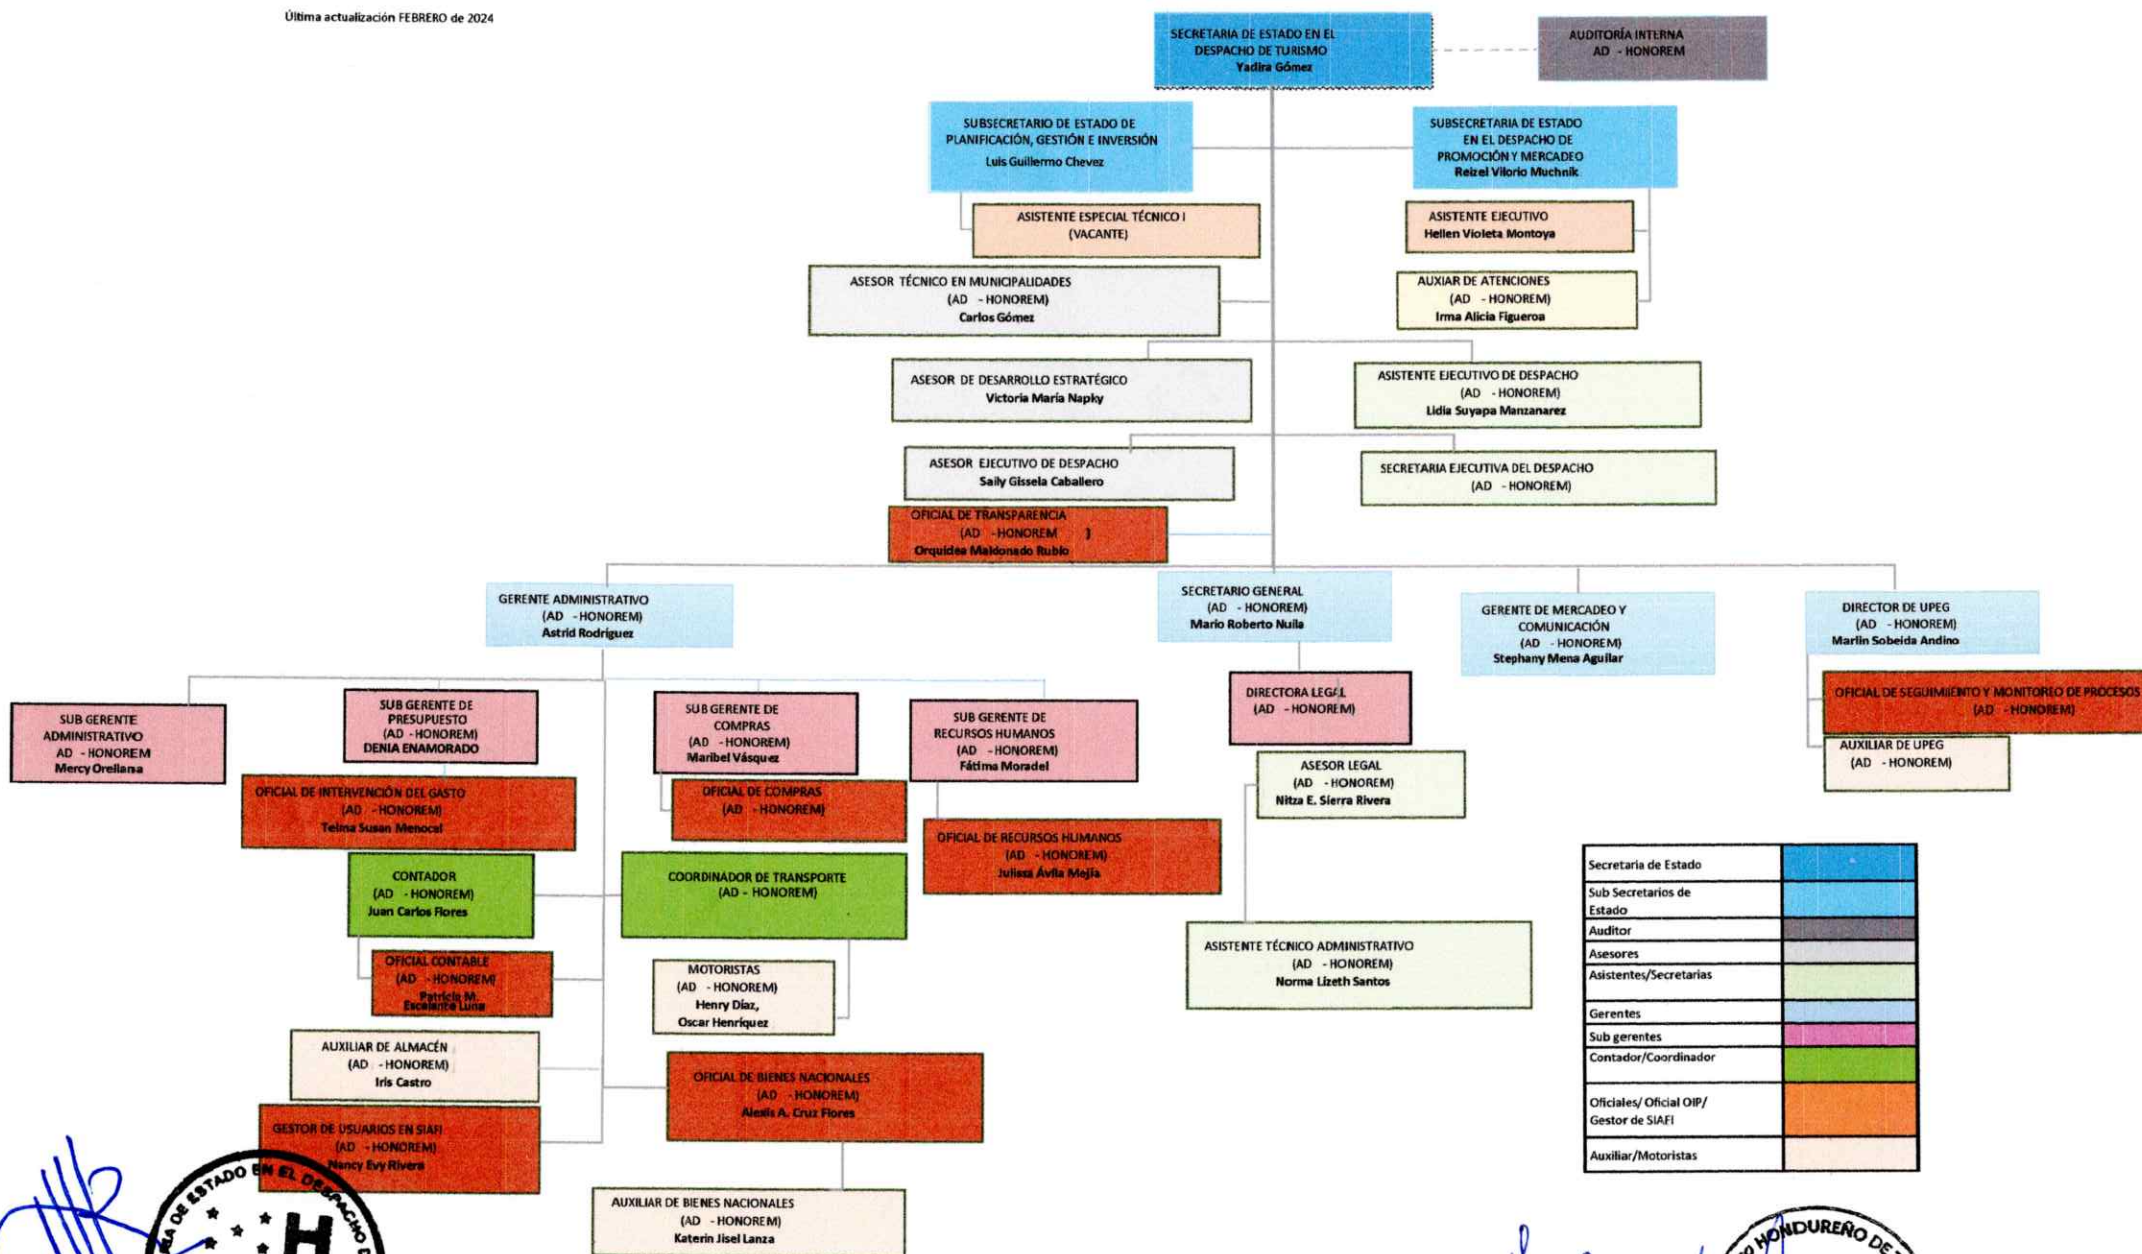 Última actualización FEBRERO de 2024
SECRETARIA DE ESTADO EN EL
DESPACHO DE TURISMO
Yadira Gómez
AUDITORÍA INTERNA
AD - HONOREM
SUBSECRETARIO DE ESTADO DE
PLANIFICACIÓN, GESTIÓN E INVERSIÓN
Luis Guillermo Chevez
SUBSECRETARIA DE ESTADO
EN EL DESPACHO DE
PROMOCIÓN Y MERCADEO
Reizel Vilorio Muchnik
ASISTENTE ESPECIAL TÉCNICO I
(VACANTE)
ASISTENTE EJECUTIVO
Hellen Violeta Montoya
ASESOR TÉCNICO EN MUNICIPALIDADES
(AD - HONOREM)
Carlos Gómez
AUXIAR DE ATENCIONES
(AD - HONOREM)
Irma Alicia Figueroa
ASESOR DE DESARROLLO ESTRATÉGICO
Victoria María Napky
ASISTENTE EJECUTIVO DE DESPACHO
(AD - HONOREM)
Lidia Suyapa Manzanarez
ASESOR EJECUTIVO DE DESPACHO
Saily Gissela Caballero
SECRETARIA EJECUTIVA DEL DESPACHO
(AD - HONOREM)
OFICIAL DE TRANSPARENCIA
(AD - HONOREM )
Orquidea Maldonado Rubio
GERENTE ADMINISTRATIVO
(AD - HONOREM)
Astrid Rodríguez
SECRETARIO GENERAL
(AD - HONOREM)
Mario Roberto Nuila
GERENTE DE MERCADEO Y
COMUNICACIÓN
(AD - HONOREM)
Stephany Mena Aguilar
DIRECTOR DE UPEG
(AD - HONOREM)
Marlin Sobeida Andino
SUB GERENTE
ADMINISTRATIVO
AD - HONOREM
Mercy Orellana
SUB GERENTE DE
PRESUPUESTO
(AD - HONOREM)
DENIA ENAMORADO
SUB GERENTE DE
COMPRAS
(AD - HONOREM)
Maribel Vásquez
SUB GERENTE DE
RECURSOS HUMANOS
(AD - HONOREM)
Fátima Moradel
DIRECTORA LEGAL
(AD - HONOREM)
OFICIAL DE SEGUIMIENTO Y MONITOREO DE PROCESOS
(AD - HONOREM)
AUXILIAR DE UPEG
(AD - HONOREM)
ASESOR LEGAL
(AD - HONOREM)
Nitza E. Sierra Rivera
OFICIAL DE INTERVENCIÓN DEL GASTO
(AD - HONOREM)
Telma Susan Menocal
OFICIAL DE COMPRAS
(AD - HONOREM)
OFICIAL DE RECURSOS HUMANOS
(AD - HONOREM)
Julissa Ávila Mejía
CONTADOR
(AD - HONOREM)
Juan Carlos Flores
COORDINADOR DE TRANSPORTE
(AD - HONOREM)
ASISTENTE TÉCNICO ADMINISTRATIVO
(AD - HONOREM)
Norma Lizeth Santos
OFICIAL CONTABLE
(AD - HONOREM)
Patricia M.
Escalante Luna
MOTORISTAS
(AD - HONOREM)
Henry Díaz,
Oscar Henríquez
AUXILIAR DE ALMACÉN
(AD - HONOREM)
Iris Castro
OFICIAL DE BIENES NACIONALES
(AD - HONOREM)
Alexis A. Cruz Flores
GESTOR DE USUARIOS EN SIAFI
(AD - HONOREM)
Nancy Evy Rivera
AUXILIAR DE BIENES NACIONALES
(AD - HONOREM)
Katerin Jisel Lanza
Secretaria de Estado
Sub Secretarios de
Estado
Auditor
Asesores
Asistentes/Secretarias
Gerentes
Sub gerentes
Contador/Coordinador
Oficiales/ Oficial OIP/
Gestor de SIAFI
Auxiliar/Motoristas
DE ESTADO EN EL DESPACHO
H
HONDUREÑO DE